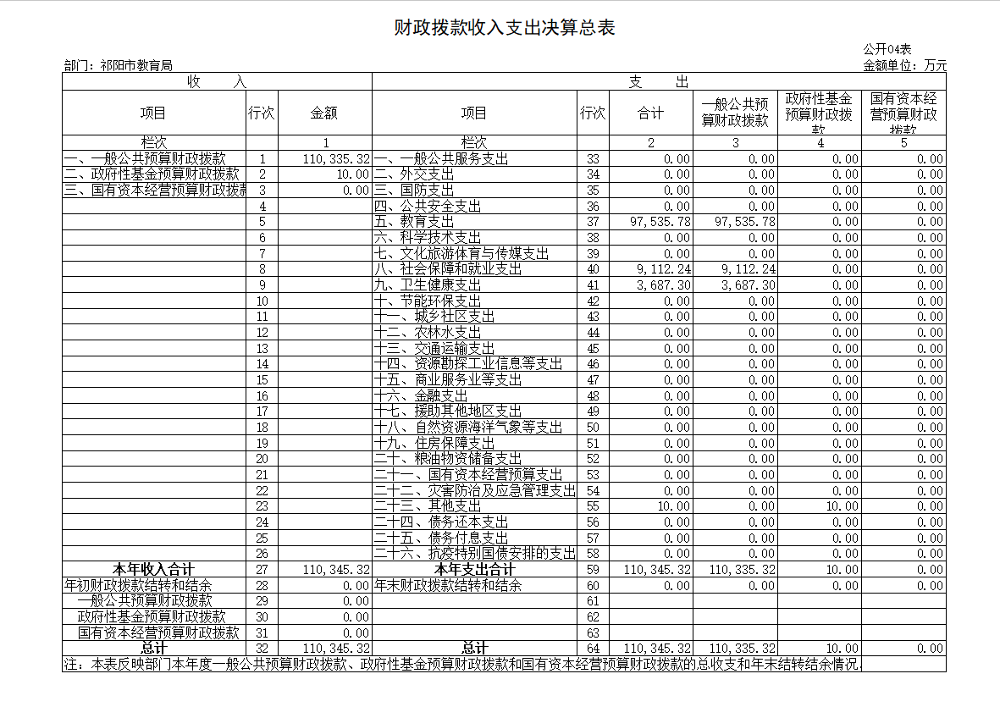 财政拨款收入支出决算总表
公开04表
部门：祁阳市教育局 金额单位：万元
收 入 支 出
项目 行次 金额 项目 行次 合计 一般公共预算财政拨款 政府性基金预算财政拨款 国有资本经营预算财政拨款
栏次 1 栏次 2 3 4 5
一、一般公共预算财政拨款 1 110,335.32 一、一般公共服务支出 33 0.00 0.00 0.00 0.00
二、政府性基金预算财政拨款 2 10.00 二、外交支出 34 0.00 0.00 0.00 0.00
三、国有资本经营预算财政拨款 3 0.00 三、国防支出 35 0.00 0.00 0.00 0.00
4 四、公共安全支出 36 0.00 0.00 0.00 0.00
5 五、教育支出 37 97,535.78 97,535.78 0.00 0.00
6 六、科学技术支出 38 0.00 0.00 0.00 0.00
7 七、文化旅游体育与传媒支出 39 0.00 0.00 0.00 0.00
8 八、社会保障和就业支出 40 9,112.24 9,112.24 0.00 0.00
9 九、卫生健康支出 41 3,687.30 3,687.30 0.00 0.00
10 十、节能环保支出 42 0.00 0.00 0.00 0.00
11 十一、城乡社区支出 43 0.00 0.00 0.00 0.00
12 十二、农林水支出 44 0.00 0.00 0.00 0.00
13 十三、交通运输支出 45 0.00 0.00 0.00 0.00
14 十四、资源勘探工业信息等支出 46 0.00 0.00 0.00 0.00
15 十五、商业服务业等支出 47 0.00 0.00 0.00 0.00
16 十六、金融支出 48 0.00 0.00 0.00 0.00
17 十七、援助其他地区支出 49 0.00 0.00 0.00 0.00
18 十八、自然资源海洋气象等支出 50 0.00 0.00 0.00 0.00
19 十九、住房保障支出 51 0.00 0.00 0.00 0.00
20 二十、粮油物资储备支出 52 0.00 0.00 0.00 0.00
21 二十一、国有资本经营预算支出 53 0.00 0.00 0.00 0.00
22 二十二、灾害防治及应急管理支出 54 0.00 0.00 0.00 0.00
23 二十三、其他支出 55 10.00 0.00 10.00 0.00
24 二十四、债务还本支出 56 0.00 0.00 0.00 0.00
25 二十五、债务付息支出 57 0.00 0.00 0.00 0.00
26 二十六、抗疫特别国债安排的支出 58 0.00 0.00 0.00 0.00
本年收入合计 27 110,345.32 本年支出合计 59 110,345.32 110,335.32 10.00 0.00
年初财政拨款结转和结余 28 0.00 年末财政拨款结转和结余 60 0.00 0.00 0.00 0.00
一般公共预算财政拨款 29 0.00 61
政府性基金预算财政拨款 30 0.00 62
国有资本经营预算财政拨款 31 0.00 63
总计 32 110,345.32 总计 64 110,345.32 110,335.32 10.00 0.00
注：本表反映部门本年度一般公共预算财政拨款、政府性基金预算财政拨款和国有资本经营预算财政拨款的总收支和年末结转结余情况。